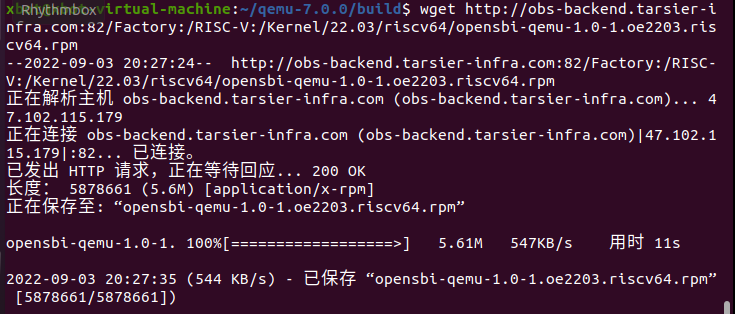 Rhythmbox
virtual-machine:~/qemu-7.0.0/build$ wget http://obs-backend.tarsier-i
nfra.com:82/Factory:/RISC-V:/Kernel/22.03/riscv64/opensbi-qemu-1.0-1.oe2203.ris
cv64.rpm
--2022-09-03 20:27:24--  http://obs-backend.tarsier-infra.com:82/Factory:/RISC-
V:/Kernel/22.03/riscv64/opensbi-qemu-1.0-1.oe2203.riscv64.rpm
正在解析主机 obs-backend.tarsier-infra.com (obs-backend.tarsier-infra.com)... 4
7.102.115.179
正在连接 obs-backend.tarsier-infra.com (obs-backend.tarsier-infra.com)|47.102.1
15.179|:82... 已连接。
已发出 HTTP 请求，正在等待回应... 200 OK
长度： 5878661 (5.6M) [application/x-rpm]
正在保存至: “opensbi-qemu-1.0-1.oe2203.riscv64.rpm”
opensbi-qemu-1.0-1. 100%[===================>]   5.61M   547KB/s    用时 11s
2022-09-03 20:27:35 (544 KB/s) - 已保存 “opensbi-qemu-1.0-1.oe2203.riscv64.rpm”
[5878661/5878661])